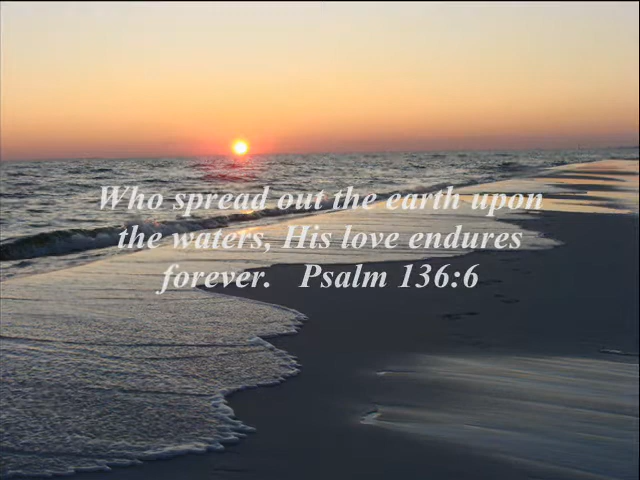 Who spread out the earth upon
the waters, His love endures
forever.   Psalm 136:6